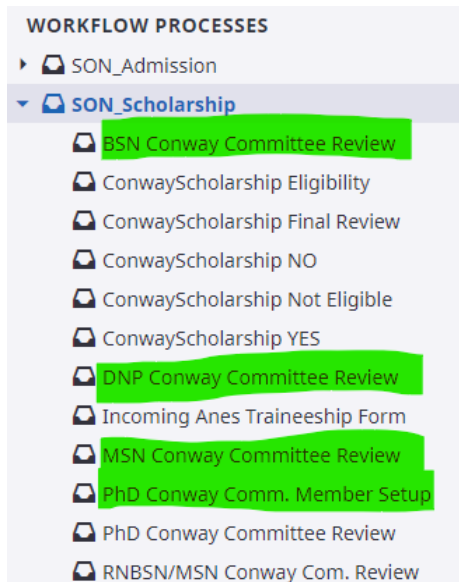 WORKFLOW PROCESSES
SON_Admission
SON_Scholarship
BSN Conway Committee Review
ConwayScholarship Eligibility
ConwayScholarship Final Review
ConwayScholarship NO
ConwayScholarship Not Eligible
ConwayScholarship YES
DNP Conway Committee Review
Incoming Anes Traineeship Form
MSN Conway Committee Review
PhD Conway Comm. Member Setup
PhD Conway Committee Review
RNBSN/MSN Conway Com. Review